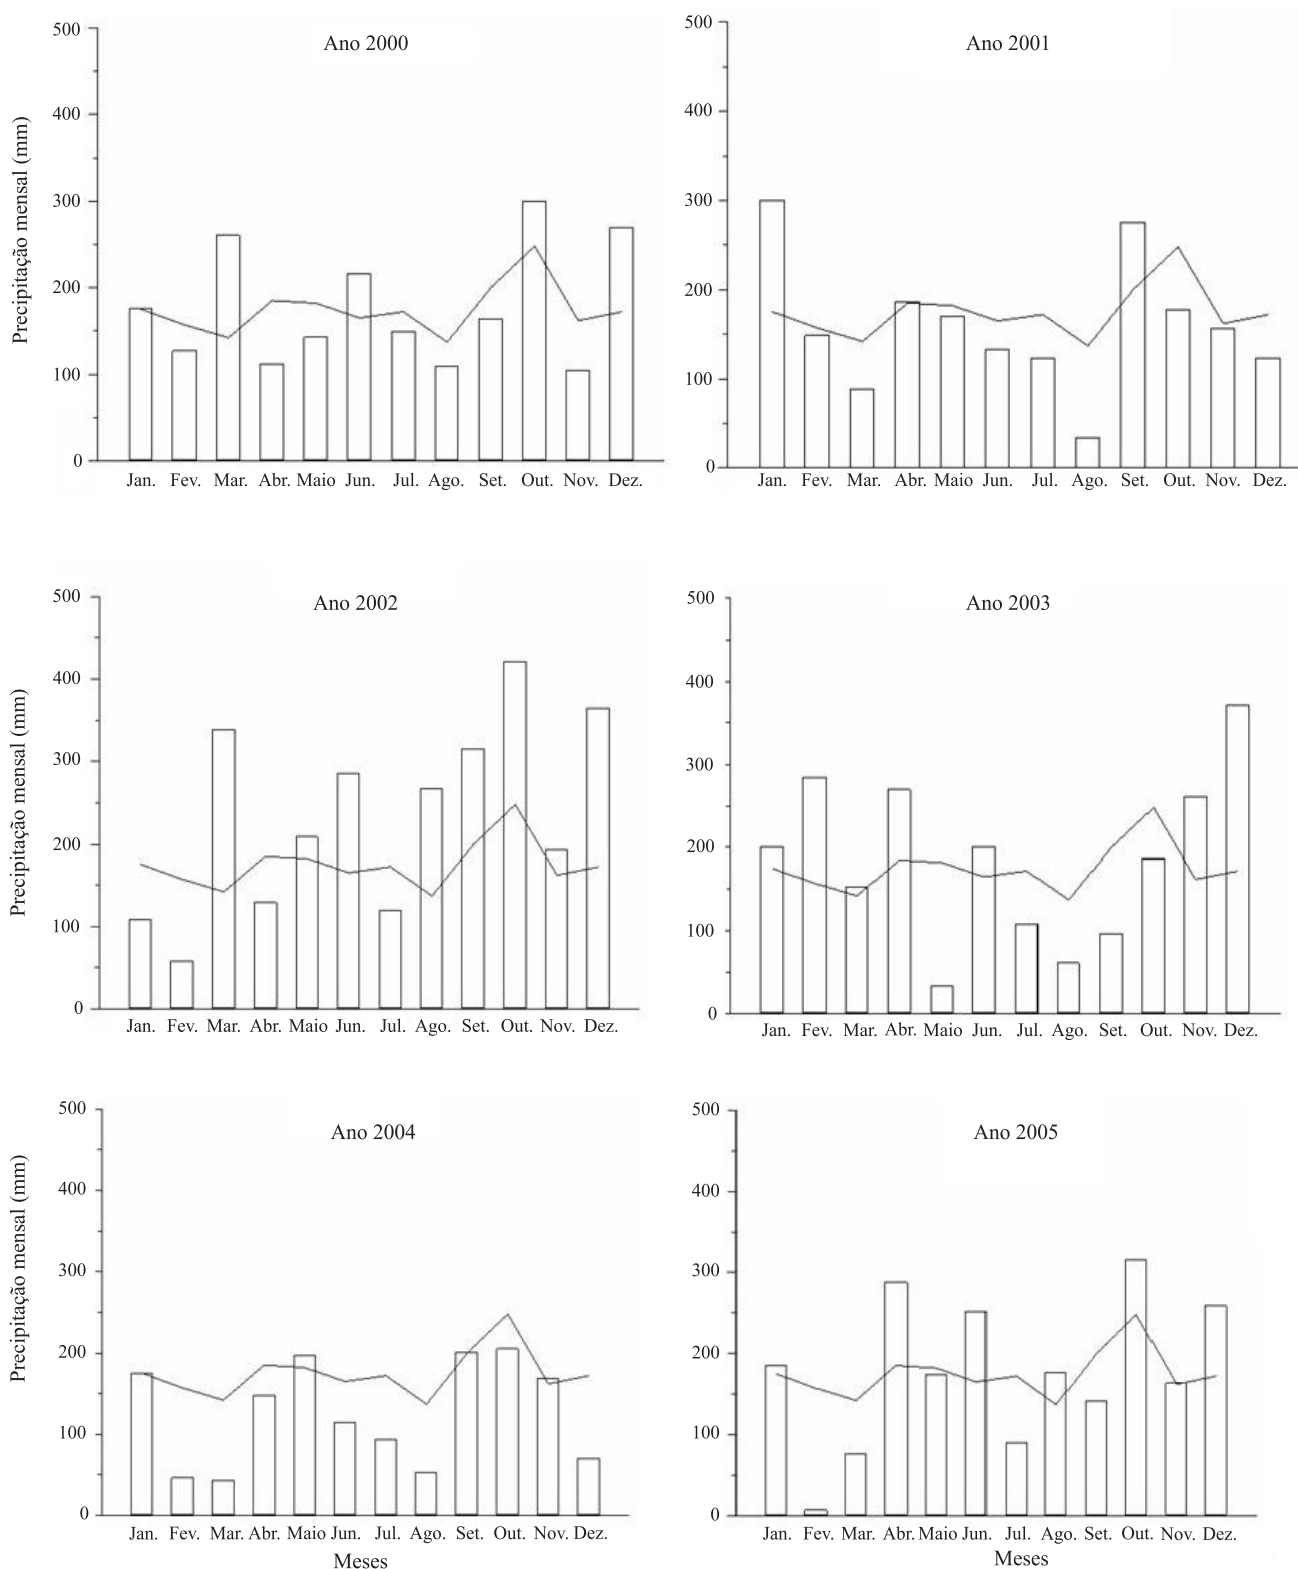 Ano 2000
Precipitação mensal (mm)
500
400
300
200
100
0
Jan. Fev. Mar. Abr. Maio Jun. Jul. Ago. Set. Out. Nov. Dez.
Ano 2001
500
400
300
200
100
0
Jan. Fev. Mar. Abr. Maio Jun. Jul. Ago. Set. Out. Nov. Dez.
Ano 2002
Precipitação mensal (mm)
500
400
300
200
100
0
Jan. Fev. Mar. Abr. Maio Jun. Jul. Ago. Set. Out. Nov. Dez.
Ano 2003
500
400
300
200
100
0
Jan. Fev. Mar. Abr. Maio Jun. Jul. Ago. Set. Out. Nov. Dez.
Ano 2004
Precipitação mensal (mm)
500
400
300
200
100
0
Jan. Fev. Mar. Abr. Maio Jun. Jul. Ago. Set. Out. Nov. Dez.
Meses
Ano 2005
500
400
300
200
100
0
Jan. Fev. Mar. Abr. Maio Jun. Jul. Ago. Set. Out. Nov. Dez.
Meses